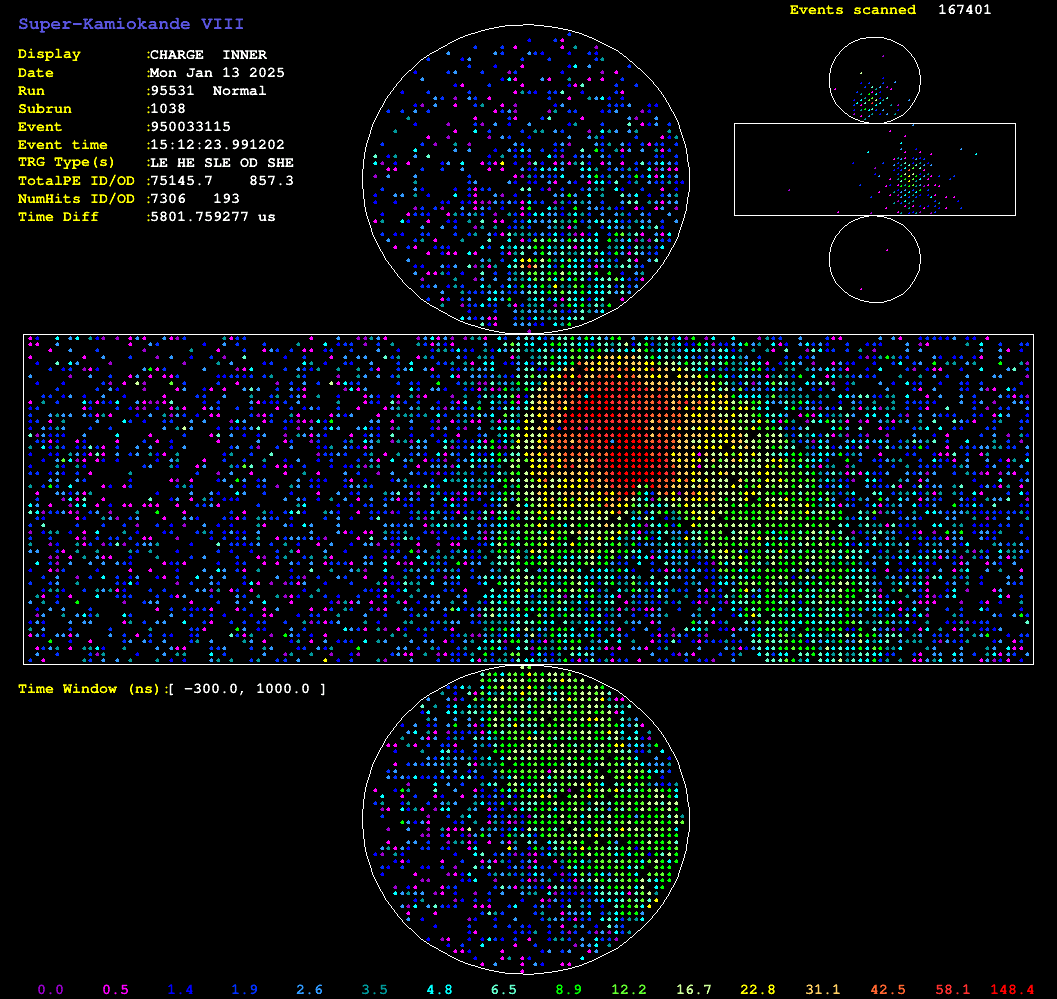 Super-Kamiokande VIII
Events scanned 167401
Display :CHARGE INNER
Date :Mon Jan 13 2025
Run :95531 Normal
Subrun :1038
Event :950033115
Event time :15:12:23.991202
TRG Type(s) :LE HE SLE OD SHE
TotalPE ID/OD :75145.7 857.3
NumHits ID/OD :7306 193
Time Diff :5801.759277 us
Time Window (ns):[ -300.0, 1000.0 ]
0.0 0.5 1.4 1.9 2.6 3.5 4.8 6.5 8.9 12.2 16.7 22.8 31.1 42.5 58.1 148.4